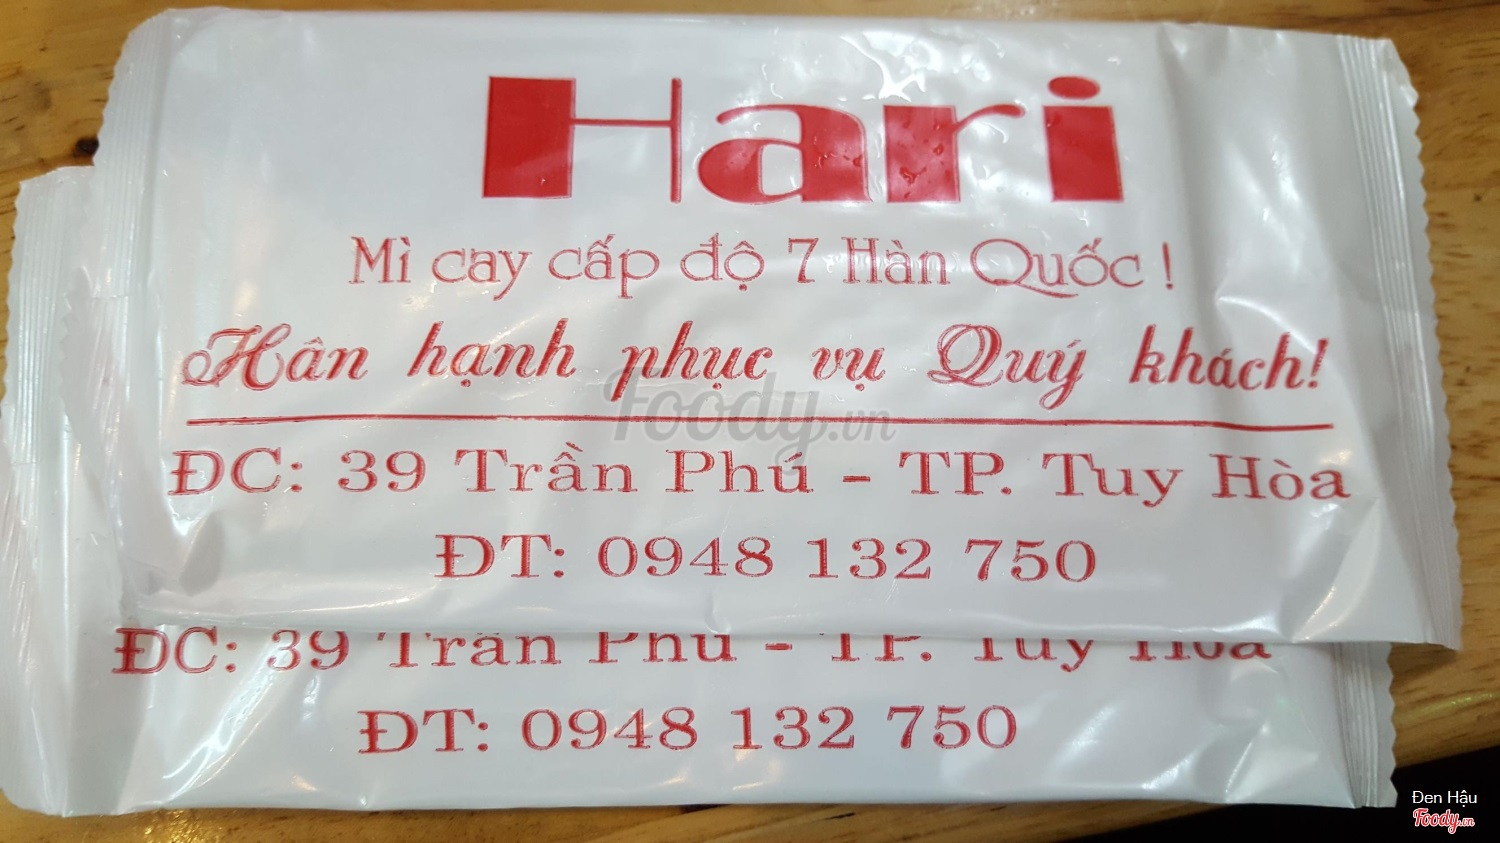 Hari
Mì cay cấp độ 7 Hàn Quốc !
Hân hạnh phục vụ Quý khách!
Foody.vn
ĐC: 39 Trần Phú - TP. Tuy Hòa
ĐT: 0948 132 750
ĐC: 39 Trần Phú - TP. Tuy Hòa
ĐT: 0948 132 750
Đen Hậu
Foody.vn